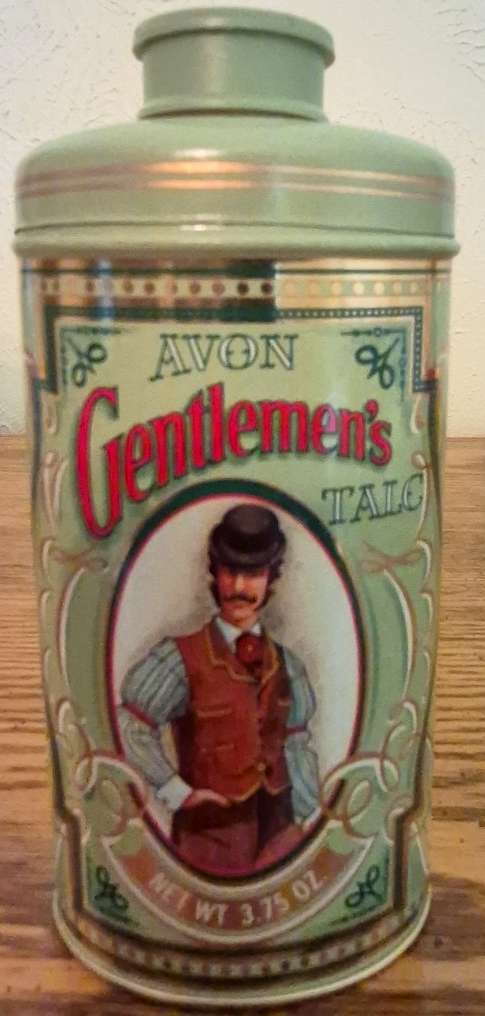 AVON
Gentlemen's
TALC
NET WT 3.75 OZ.